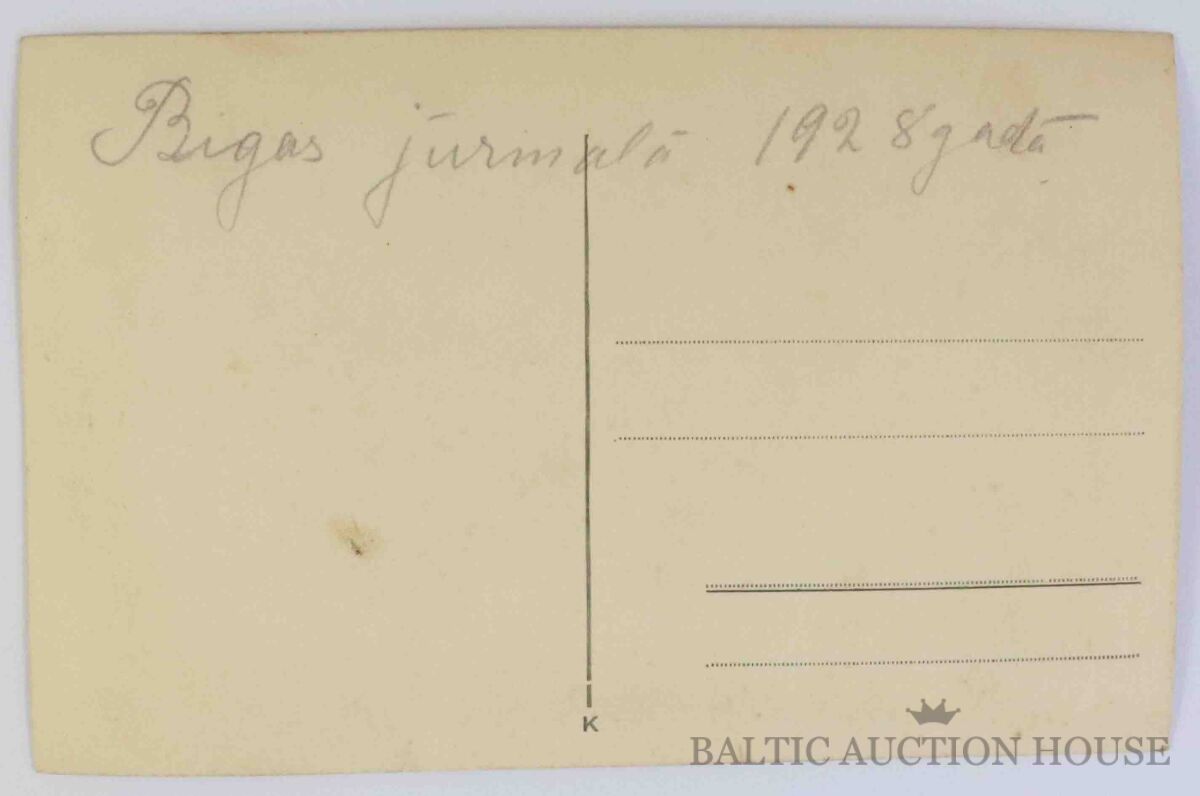 Rigas jūrmalā 1928 gadā
K
BALTIC AUCTION HOUSE